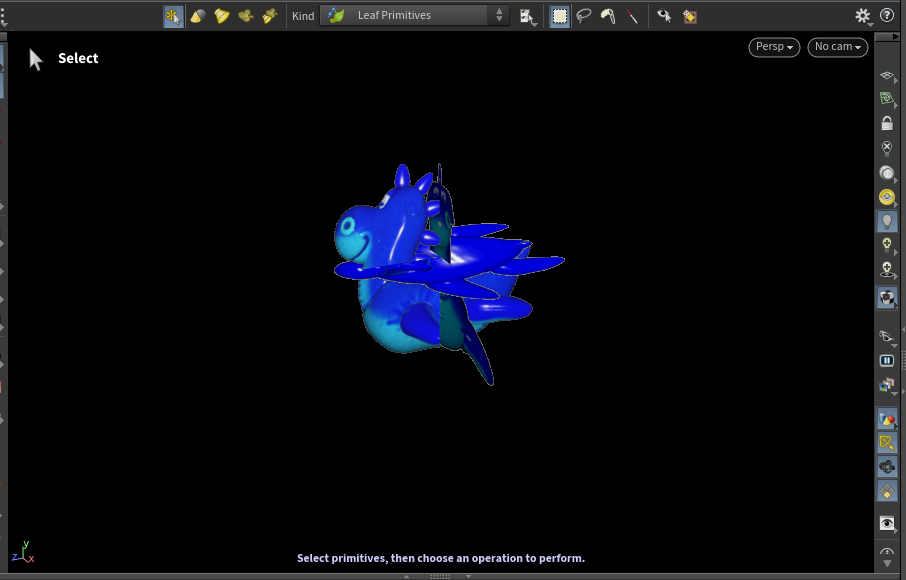 Kind
Leaf Primitives
Select
Persp
No cam
y
z
x
Select primitives, then choose an operation to perform.